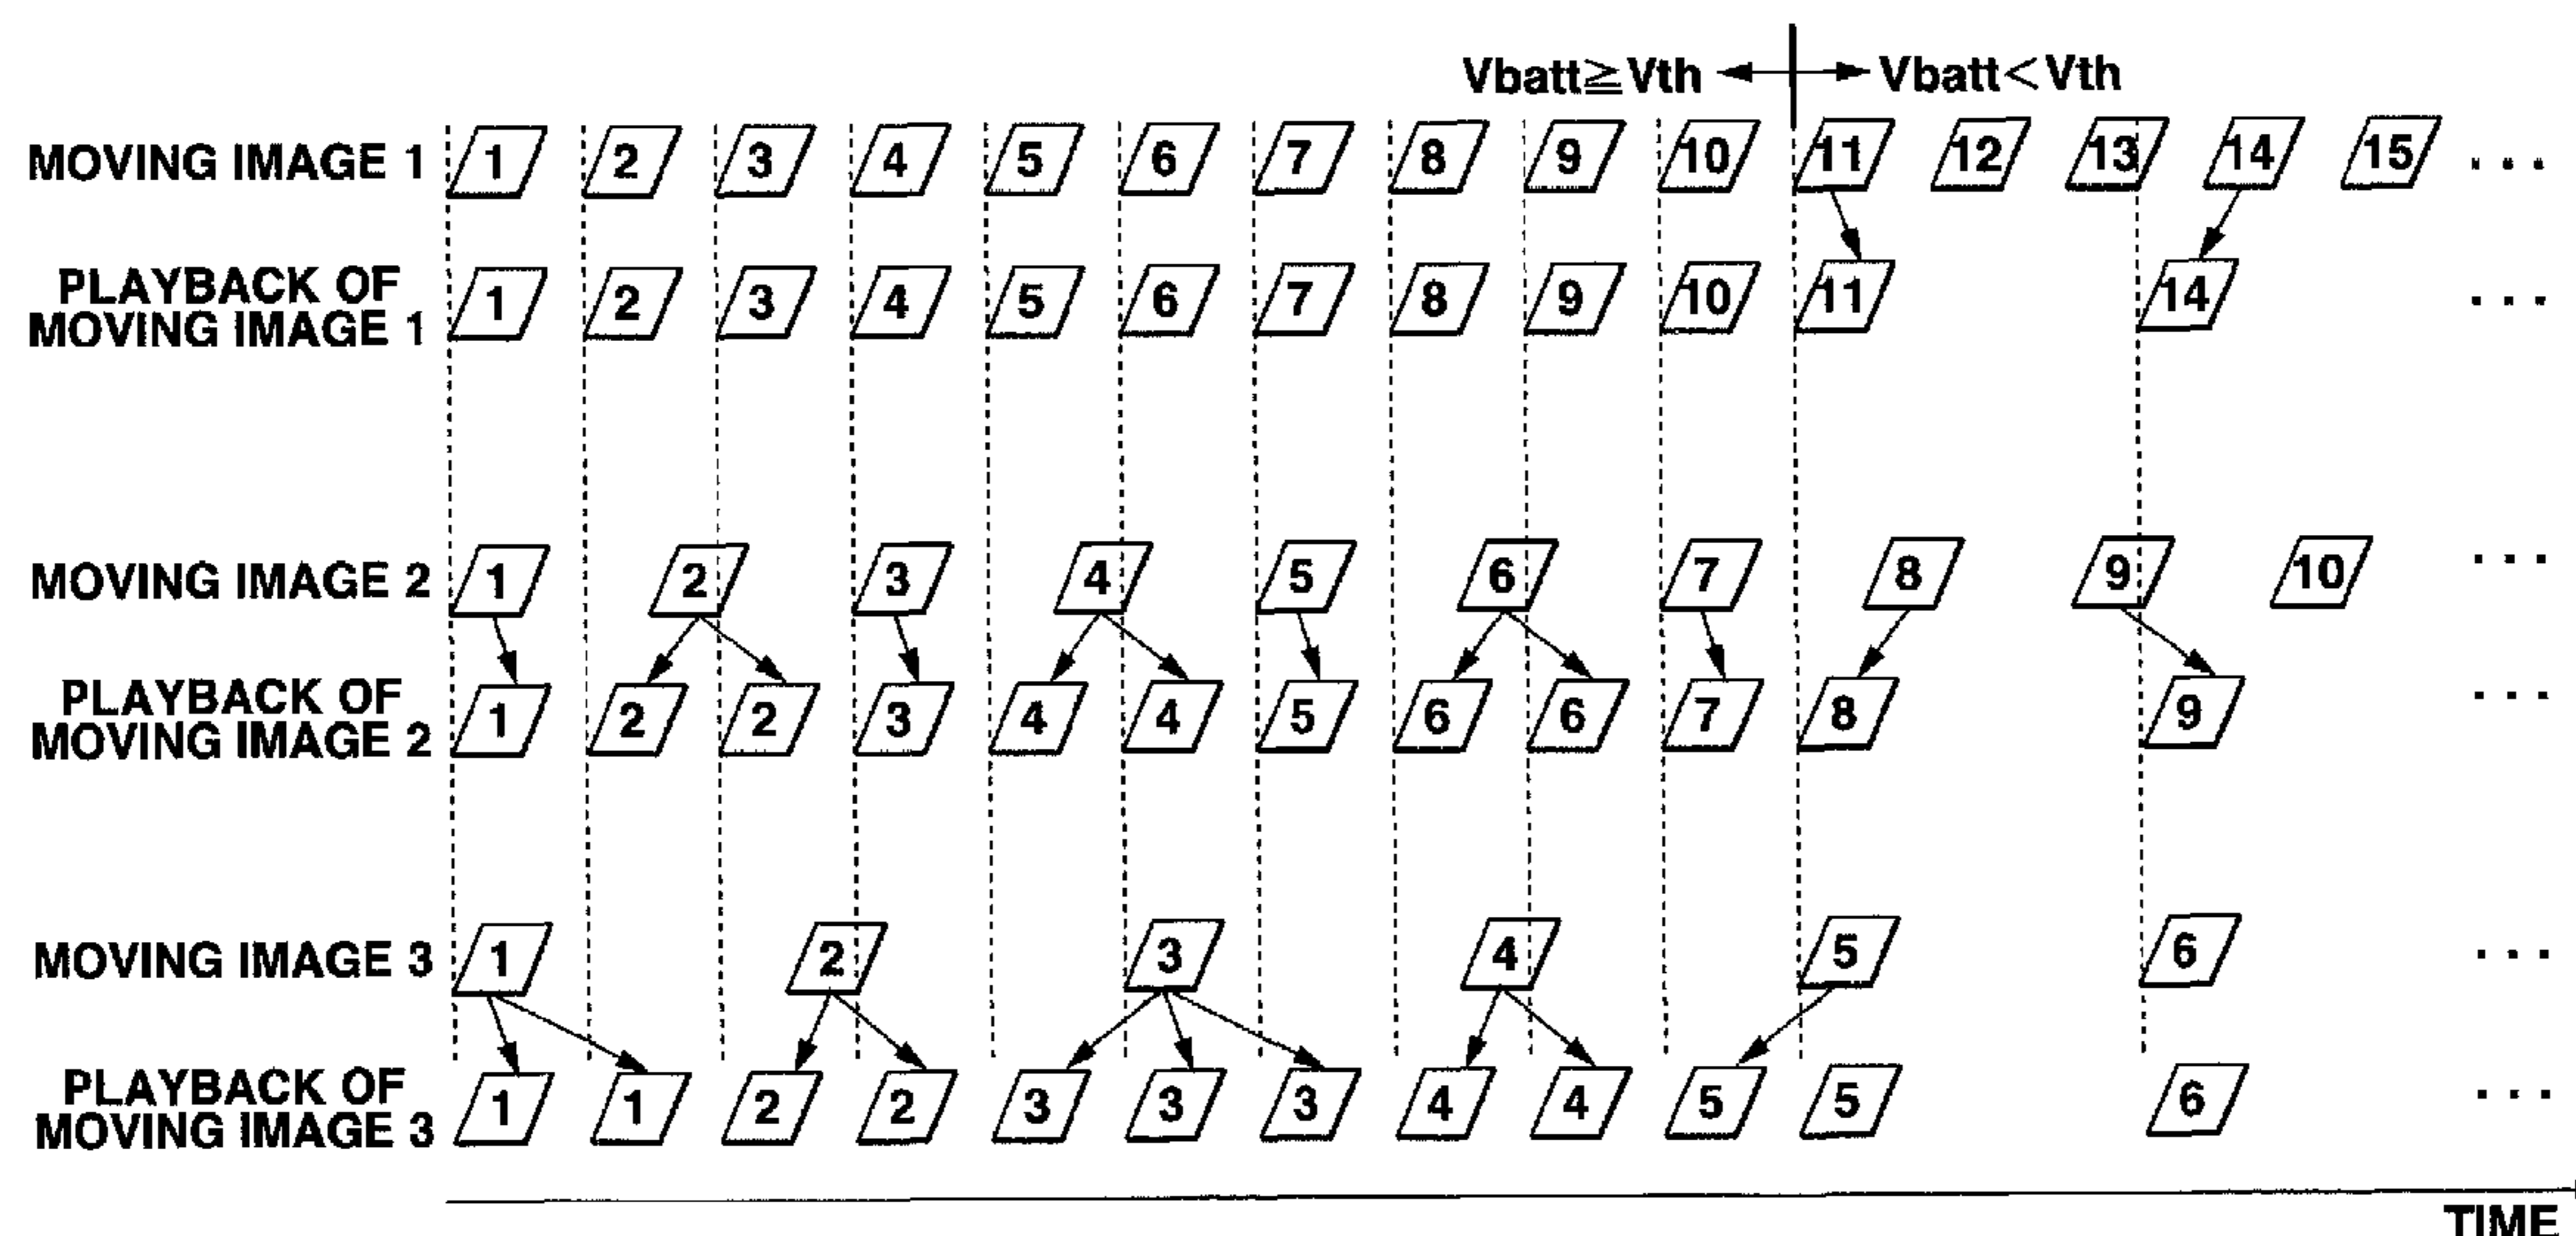 Vbatt≧Vth Vbatt<Vth
MOVING IMAGE 1 1 2 3 4 5 6 7 8 9 10 11 12 13 14 15 ...
PLAYBACK OF
MOVING IMAGE 1 1 2 3 4 5 6 7 8 9 10 11 14 ...
MOVING IMAGE 2 1 2 3 4 5 6 7 8 9 10 ...
PLAYBACK OF
MOVING IMAGE 2 1 2 2 3 4 4 5 6 6 7 8 9 ...
MOVING IMAGE 3 1 2 3 4 5 6 ...
PLAYBACK OF
MOVING IMAGE 3 1 1 2 2 3 3 3 4 4 5 5 6 ...
TIME